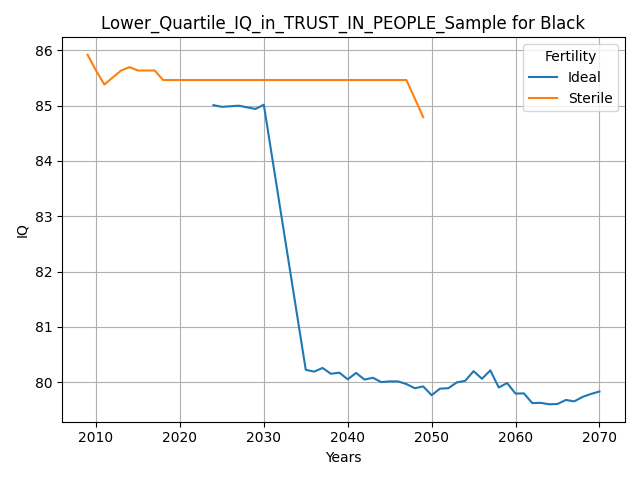 Lower_Quartile_IQ_in_TRUST_IN_PEOPLE_Sample for Black
Fertility
Ideal
Sterile
IQ
86
85
84
83
82
81
80
2010 2020 2030 2040 2050 2060 2070
Years